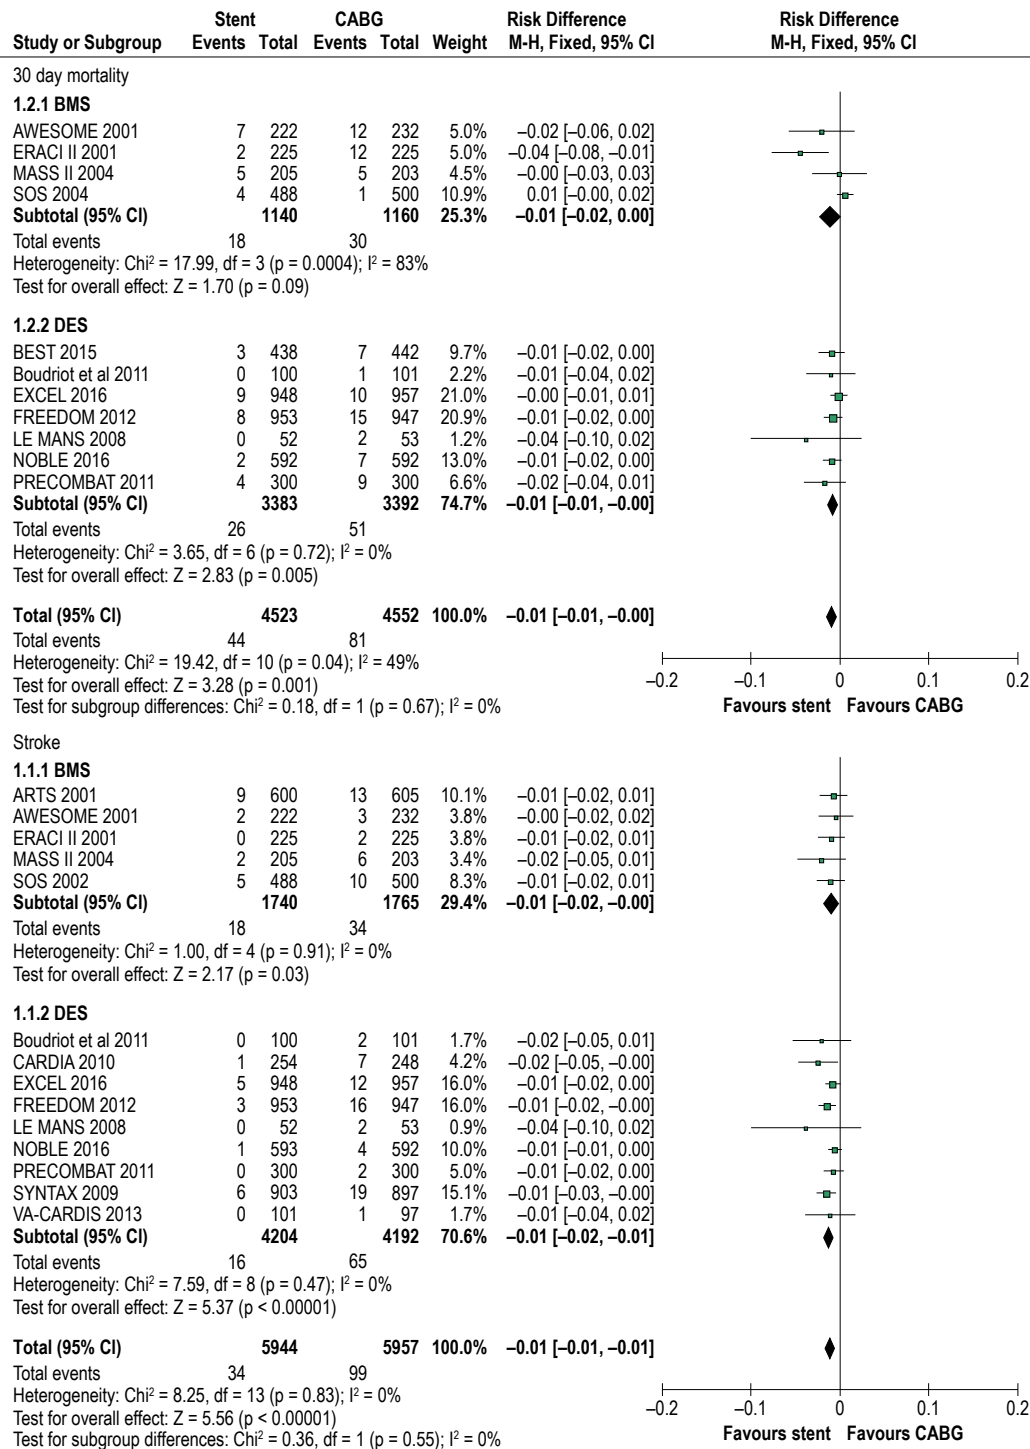 Stent CABG Risk Difference Risk Difference
Study or Subgroup Events Total Events Total Weight M-H, Fixed, 95% CI M-H, Fixed, 95% CI
30 day mortality
1.2.1 BMS
AWESOME 2001 7 222 12 232 5.0% –0.02 [–0.06, 0.02]
ERACI II 2001 2 225 12 225 5.0% –0.04 [–0.08, –0.01]
MASS II 2004 5 205 5 203 4.5% –0.00 [–0.03, 0.03]
SOS 2004 4 488 1 500 10.9% 0.01 [–0.00, 0.02]
Subtotal (95% CI) 1140 1160 25.3% –0.01 [–0.02, 0.00]
Total events 18 30
Heterogeneity: Chi² = 17.99, df = 3 (p = 0.0004); I² = 83%
Test for overall effect: Z = 1.70 (p = 0.09)
1.2.2 DES
BEST 2015 3 438 7 442 9.7% –0.01 [–0.02, 0.00]
Boudriot et al 2011 0 100 1 101 2.2% –0.01 [–0.04, 0.02]
EXCEL 2016 9 948 10 957 21.0% –0.00 [–0.01, 0.01]
FREEDOM 2012 8 953 15 947 20.9% –0.01 [–0.02, 0.00]
LE MANS 2008 0 52 2 53 1.2% –0.04 [–0.10, 0.02]
NOBLE 2016 2 592 7 592 13.0% –0.01 [–0.02, 0.00]
PRECOMBAT 2011 4 300 9 300 6.6% –0.02 [–0.04, 0.01]
Subtotal (95% CI) 3383 3392 74.7% –0.01 [–0.01, –0.00]
Total events 26 51
Heterogeneity: Chi² = 3.65, df = 6 (p = 0.72); I² = 0%
Test for overall effect: Z = 2.83 (p = 0.005)
Total (95% CI) 4523 4552 100.0% –0.01 [–0.01, –0.00]
Total events 44 81
Heterogeneity: Chi² = 19.42, df = 10 (p = 0.04); I² = 49%
Test for overall effect: Z = 3.28 (p = 0.001)
Test for subgroup differences: Chi² = 0.18, df = 1 (p = 0.67); I² = 0%
–0.2 –0.1 0 0.1 0.2
Favours stent Favours CABG
Stroke
1.1.1 BMS
ARTS 2001 9 600 13 605 10.1% –0.01 [–0.02, 0.01]
AWESOME 2001 2 222 3 232 3.8% –0.00 [–0.02, 0.02]
ERACI II 2001 0 225 2 225 3.8% –0.01 [–0.02, 0.01]
MASS II 2004 2 205 6 203 3.4% –0.02 [–0.05, 0.01]
SOS 2002 5 488 10 500 8.3% –0.01 [–0.02, 0.01]
Subtotal (95% CI) 1740 1765 29.4% –0.01 [–0.02, –0.00]
Total events 18 34
Heterogeneity: Chi² = 1.00, df = 4 (p = 0.91); I² = 0%
Test for overall effect: Z = 2.17 (p = 0.03)
1.1.2 DES
Boudriot et al 2011 0 100 2 101 1.7% –0.02 [–0.05, 0.01]
CARDIA 2010 1 254 7 248 4.2% –0.02 [–0.05, –0.00]
EXCEL 2016 5 948 12 957 16.0% –0.01 [–0.02, 0.00]
FREEDOM 2012 3 953 16 947 16.0% –0.01 [–0.02, –0.00]
LE MANS 2008 0 52 2 53 0.9% –0.04 [–0.10, 0.02]
NOBLE 2016 1 593 4 592 10.0% –0.01 [–0.01, 0.00]
PRECOMBAT 2011 0 300 2 300 5.0% –0.01 [–0.02, 0.00]
SYNTAX 2009 6 903 19 897 15.1% –0.01 [–0.03, –0.00]
VA-CARDIS 2013 0 101 1 97 1.7% –0.01 [–0.04, 0.02]
Subtotal (95% CI) 4204 4192 70.6% –0.01 [–0.02, –0.01]
Total events 16 65
Heterogeneity: Chi² = 7.59, df = 8 (p = 0.47); I² = 0%
Test for overall effect: Z = 5.37 (p < 0.00001)
Total (95% CI) 5944 5957 100.0% –0.01 [–0.01, –0.01]
Total events 34 99
Heterogeneity: Chi² = 8.25, df = 13 (p = 0.83); I² = 0%
Test for overall effect: Z = 5.56 (p < 0.00001)
Test for subgroup differences: Chi² = 0.36, df = 1 (p = 0.55); I² = 0%
–0.2 –0.1 0 0.1 0.2
Favours stent Favours CABG